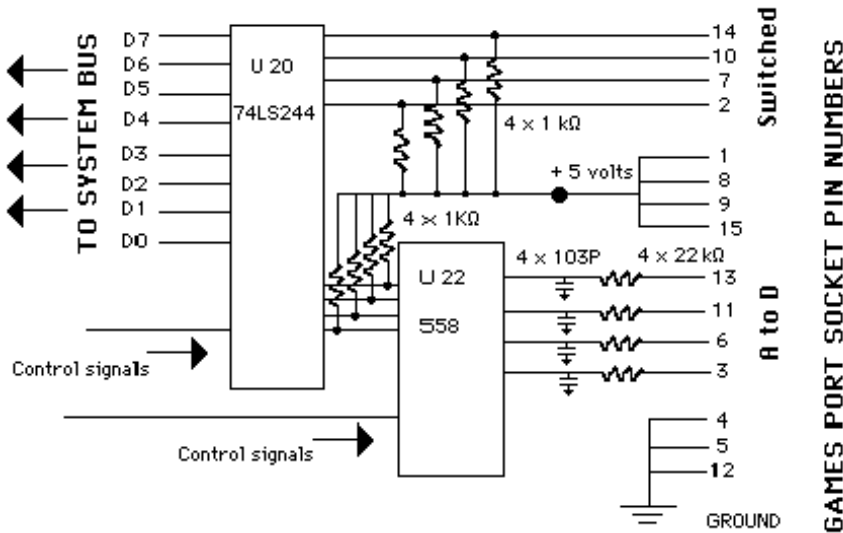 TO SYSTEM BUS
D7
D6
D5
D4
D3
D2
D1
D0
U 20
74LS244
14
10
7
2
Switched
4 x 1 kΩ
+ 5 volts
1
8
9
15
4 x 1KΩ
U 22
558
4 x 103P
4 x 22 kΩ
13
11
6
3
A to D
Control signals
Control signals
4
5
12
GROUND
GAMES PORT SOCKET PIN NUMBERS